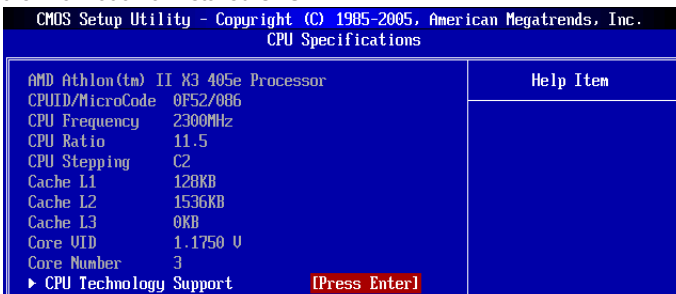 CMOS Setup Utility - Copyright (C) 1985-2005, American Megatrends, Inc.
CPU Specifications
AMD Athlon(tm) II X3 405e Processor
Help Item
CPUID/MicroCode 0F52/086
CPU Frequency 2300MHz
CPU Ratio 11.5
CPU Stepping C2
Cache L1 128KB
Cache L2 1536KB
Cache L3 0KB
Core VID 1.1750 V
Core Number 3
▶ CPU Technology Support [Press Enter]